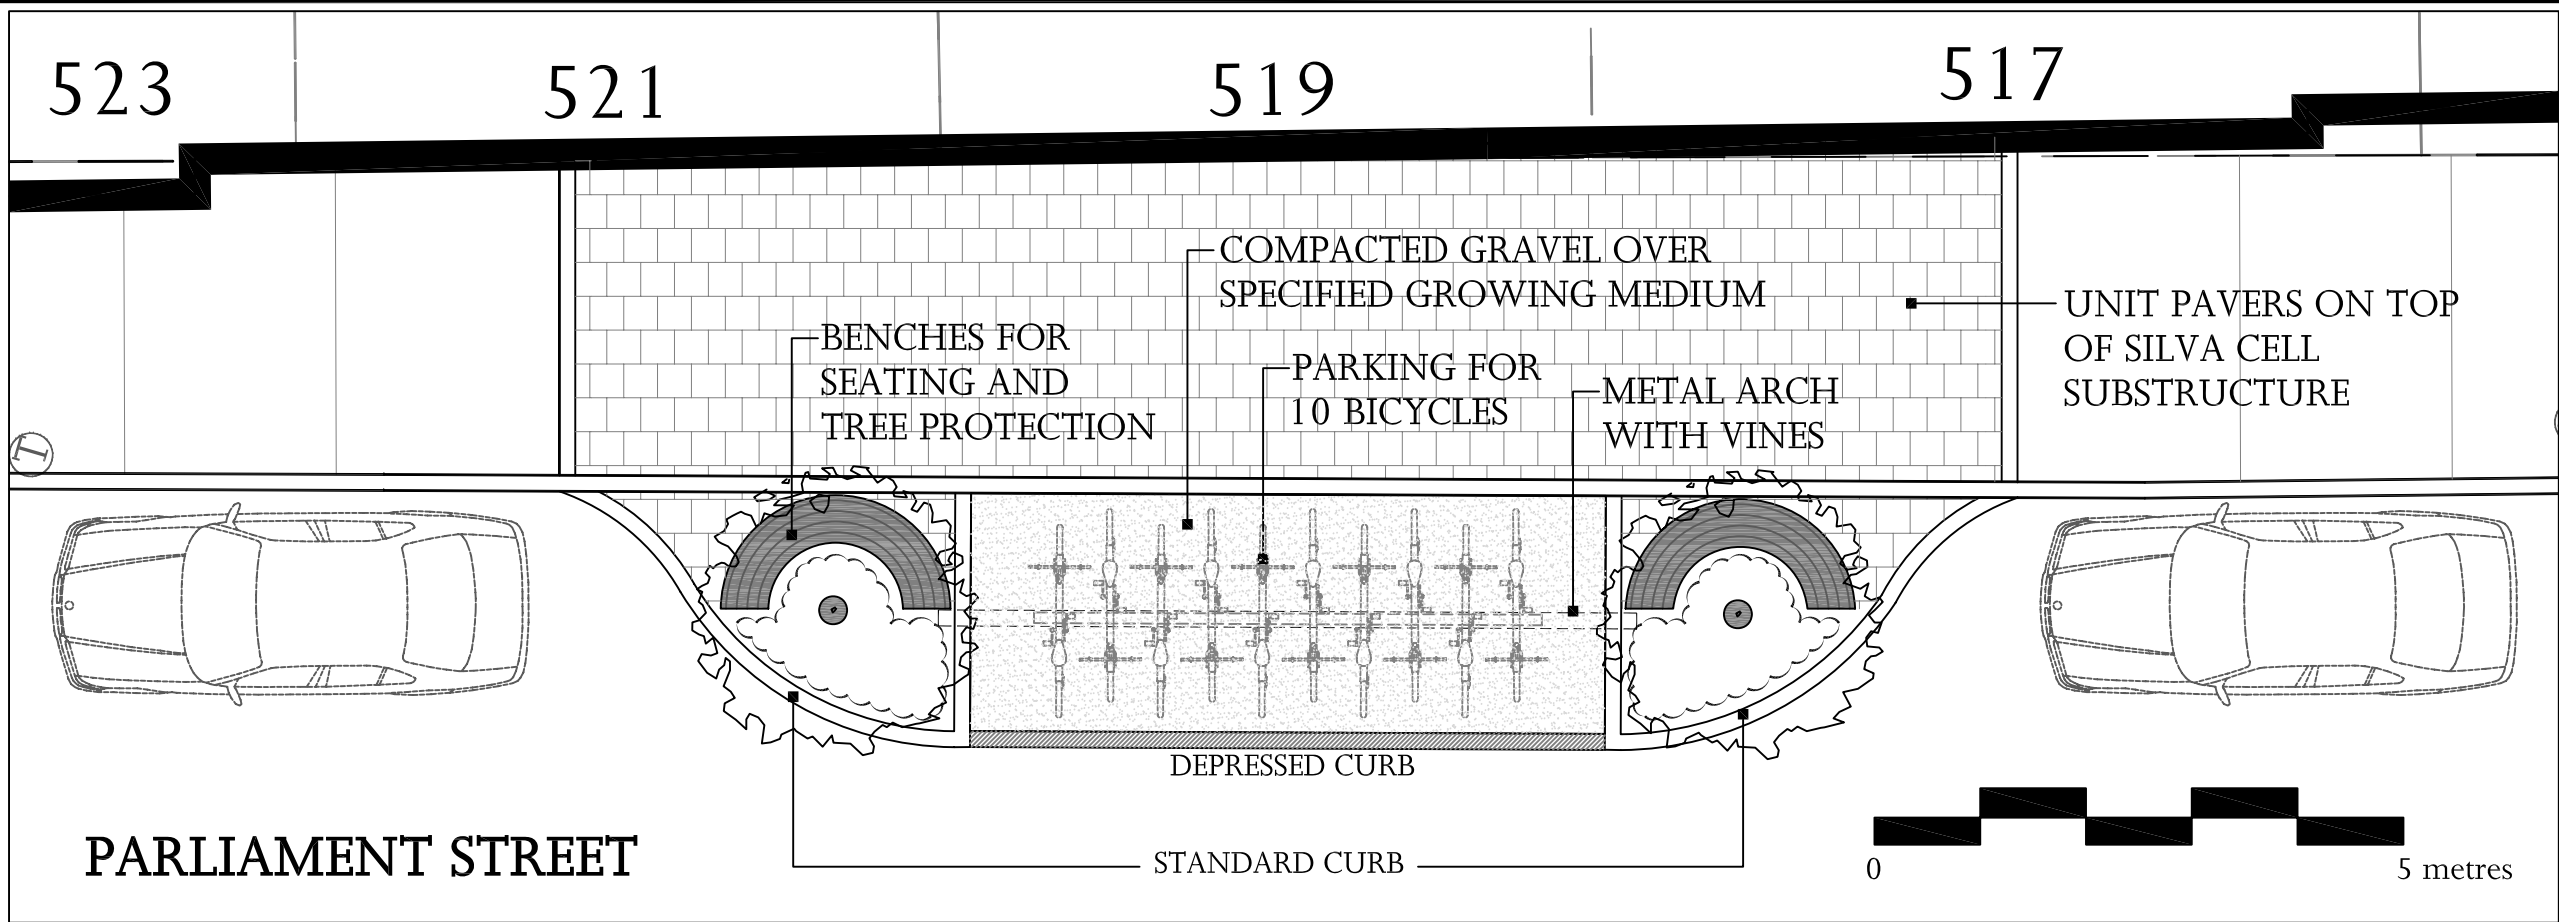 523
521
519
517
COMPACTED GRAVEL OVER
SPECIFIED GROWING MEDIUM
UNIT PAVERS ON TOP
OF SILVA CELL
SUBSTRUCTURE
BENCHES FOR
SEATING AND
TREE PROTECTION
PARKING FOR
10 BICYCLES
METAL ARCH
WITH VINES
T
DEPRESSED CURB
STANDARD CURB
PARLIAMENT STREET
0
5 metres